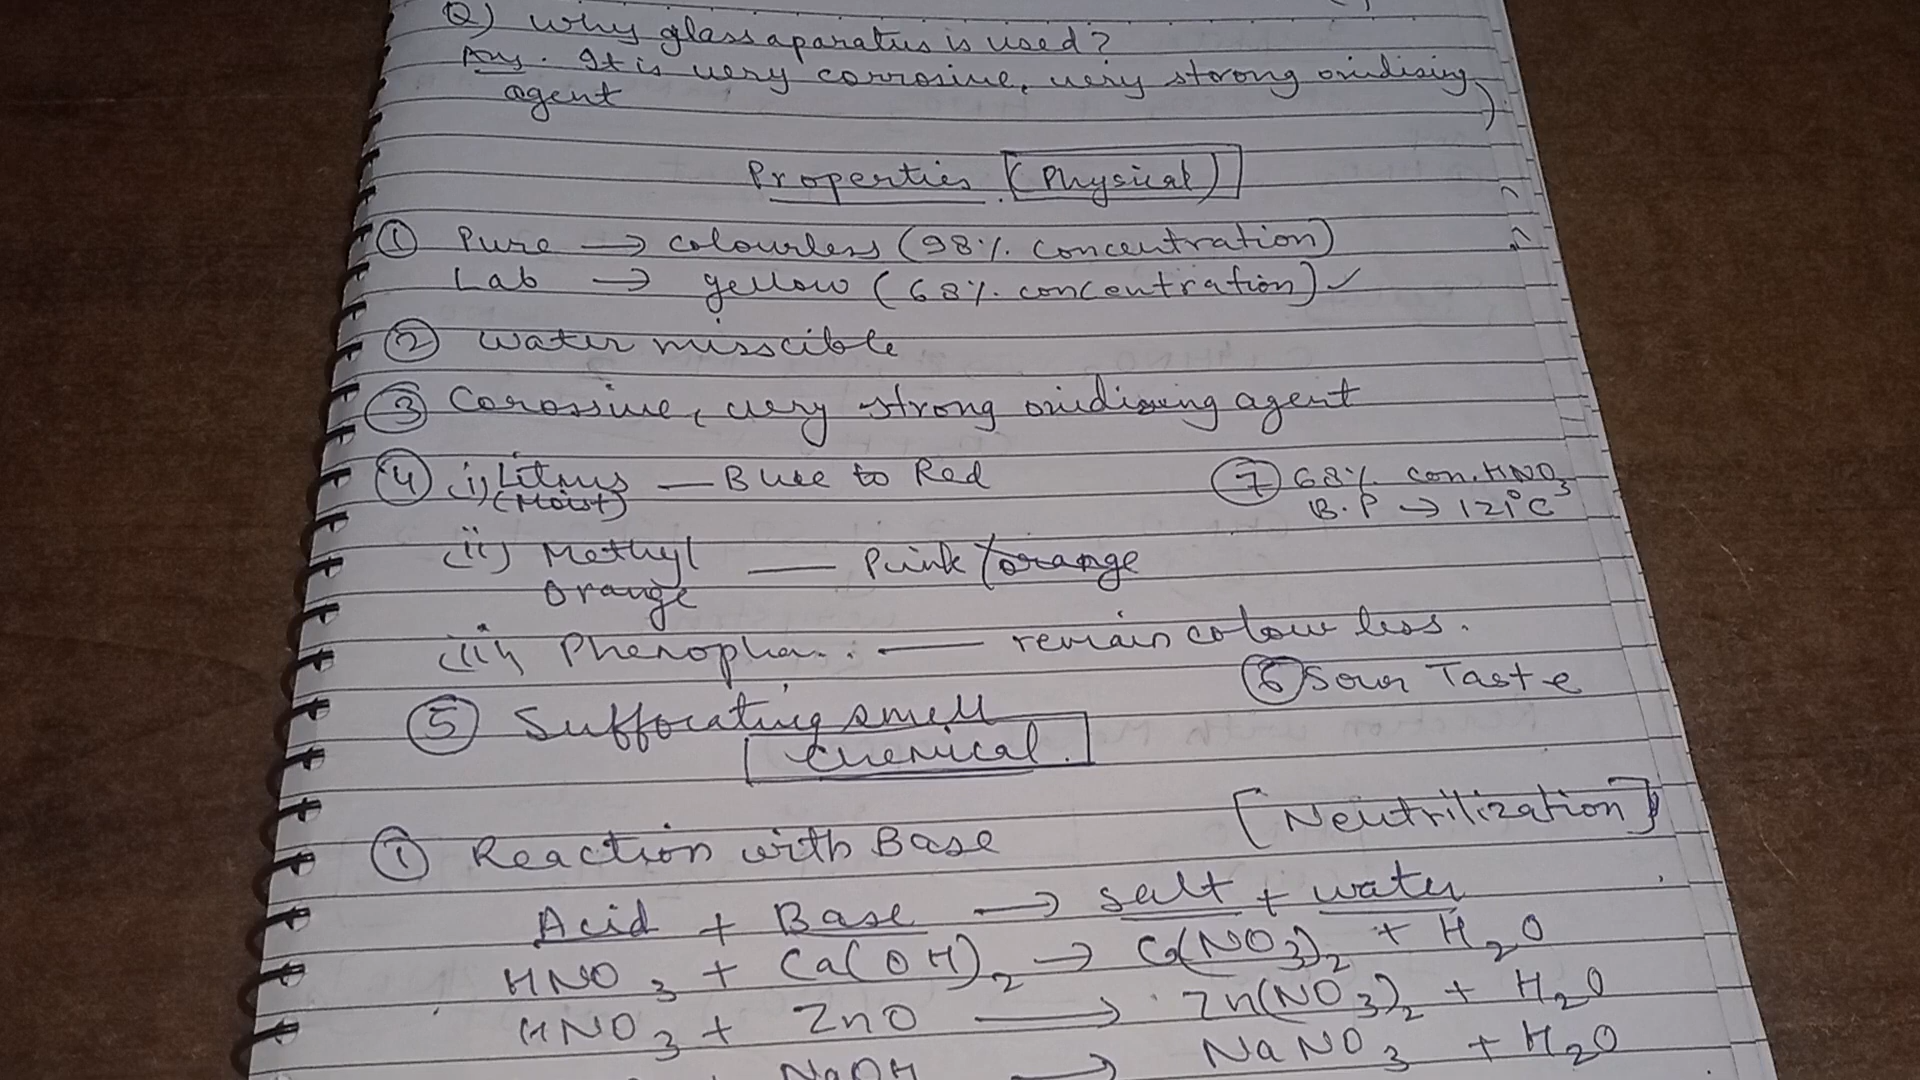 Q) Why glass aparatus is used?
Ans. It is very corrosive, very strong oxidising
agent )
Properties [(Physical)]
① Pure → colourless (98% concentration)
Lab → yellow (68% concentration) ✓
② Water misscible
③ Corossive, very strong oxidising agent
④ i) Litmus — Blue to Red
(Moist)
⑦ 68% con. HNO3
B.P → 121°C
(ii) Methyl — Pink/orange
Orange
(iii) Phenopha.. — remain colourless.
⑥ Sour Taste
⑤ Suffocating smell
[Chemical.]
① Reaction with Base [Neutrilization]
Acid + Base → salt + water
HNO3 + Ca(OH)2 → Ca(NO3)2 + H2O
HNO3 + ZnO → Zn(NO3)2 + H2O
+ NaOH → NaNO3 + H2O